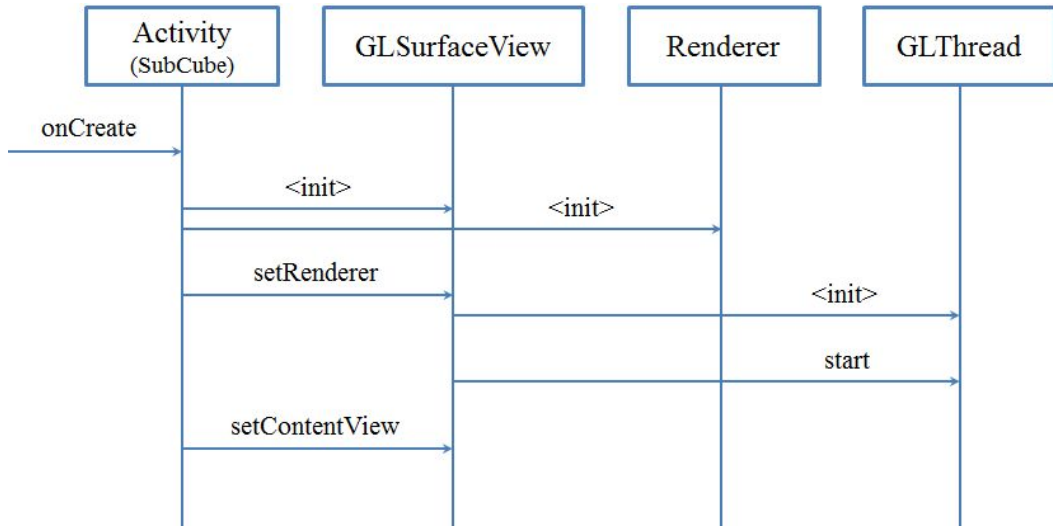 Activity
(SubCube)
GLSurfaceView
Renderer
GLThread
onCreate
<init>
<init>
setRenderer
<init>
start
setContentView